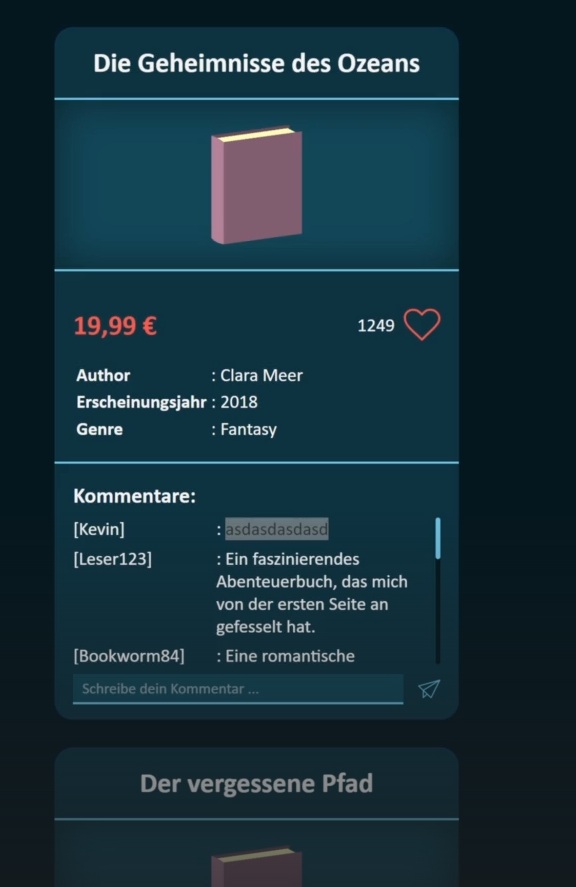 Die Geheimnisse des Ozeans
19,99 €
1249
Author : Clara Meer
Erscheinungsjahr : 2018
Genre : Fantasy
Kommentare:
[Kevin] : asdasdasdasd
[Leser123] : Ein faszinierendes
Abenteuerbuch, das mich
von der ersten Seite an
gefesselt hat.
[Bookworm84] : Eine romantische
Schreibe dein Kommentar ...
Der vergessene Pfad